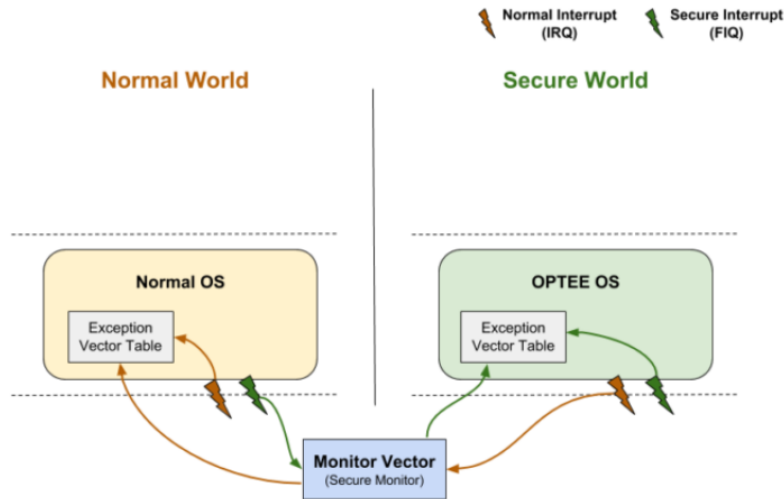 Normal Interrupt
(IRQ)
Secure Interrupt
(FIQ)
Normal World
Secure World
Normal OS
Exception
Vector Table
OPTEE OS
Exception
Vector Table
Monitor Vector
(Secure Monitor)